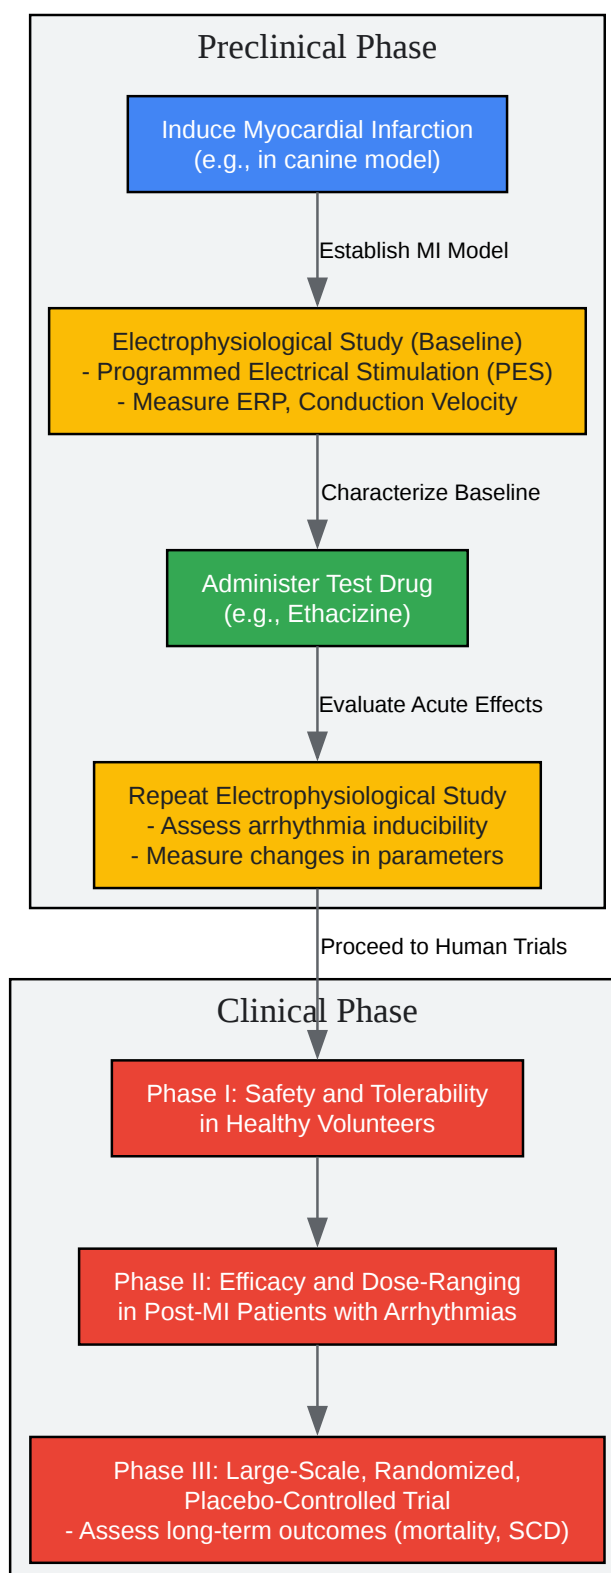 Preclinical Phase
Induce Myocardial Infarction
(e.g., in canine model)
Establish MI Model
Electrophysiological Study (Baseline)
- Programmed Electrical Stimulation (PES)
- Measure ERP, Conduction Velocity
Characterize Baseline
Administer Test Drug
(e.g., Ethacizine)
Evaluate Acute Effects
Repeat Electrophysiological Study
- Assess arrhythmia inducibility
- Measure changes in parameters
Proceed to Human Trials
Clinical Phase
Phase I: Safety and Tolerability
in Healthy Volunteers
Phase II: Efficacy and Dose-Ranging
in Post-MI Patients with Arrhythmias
Phase III: Large-Scale, Randomized,
Placebo-Controlled Trial
- Assess long-term outcomes (mortality, SCD)